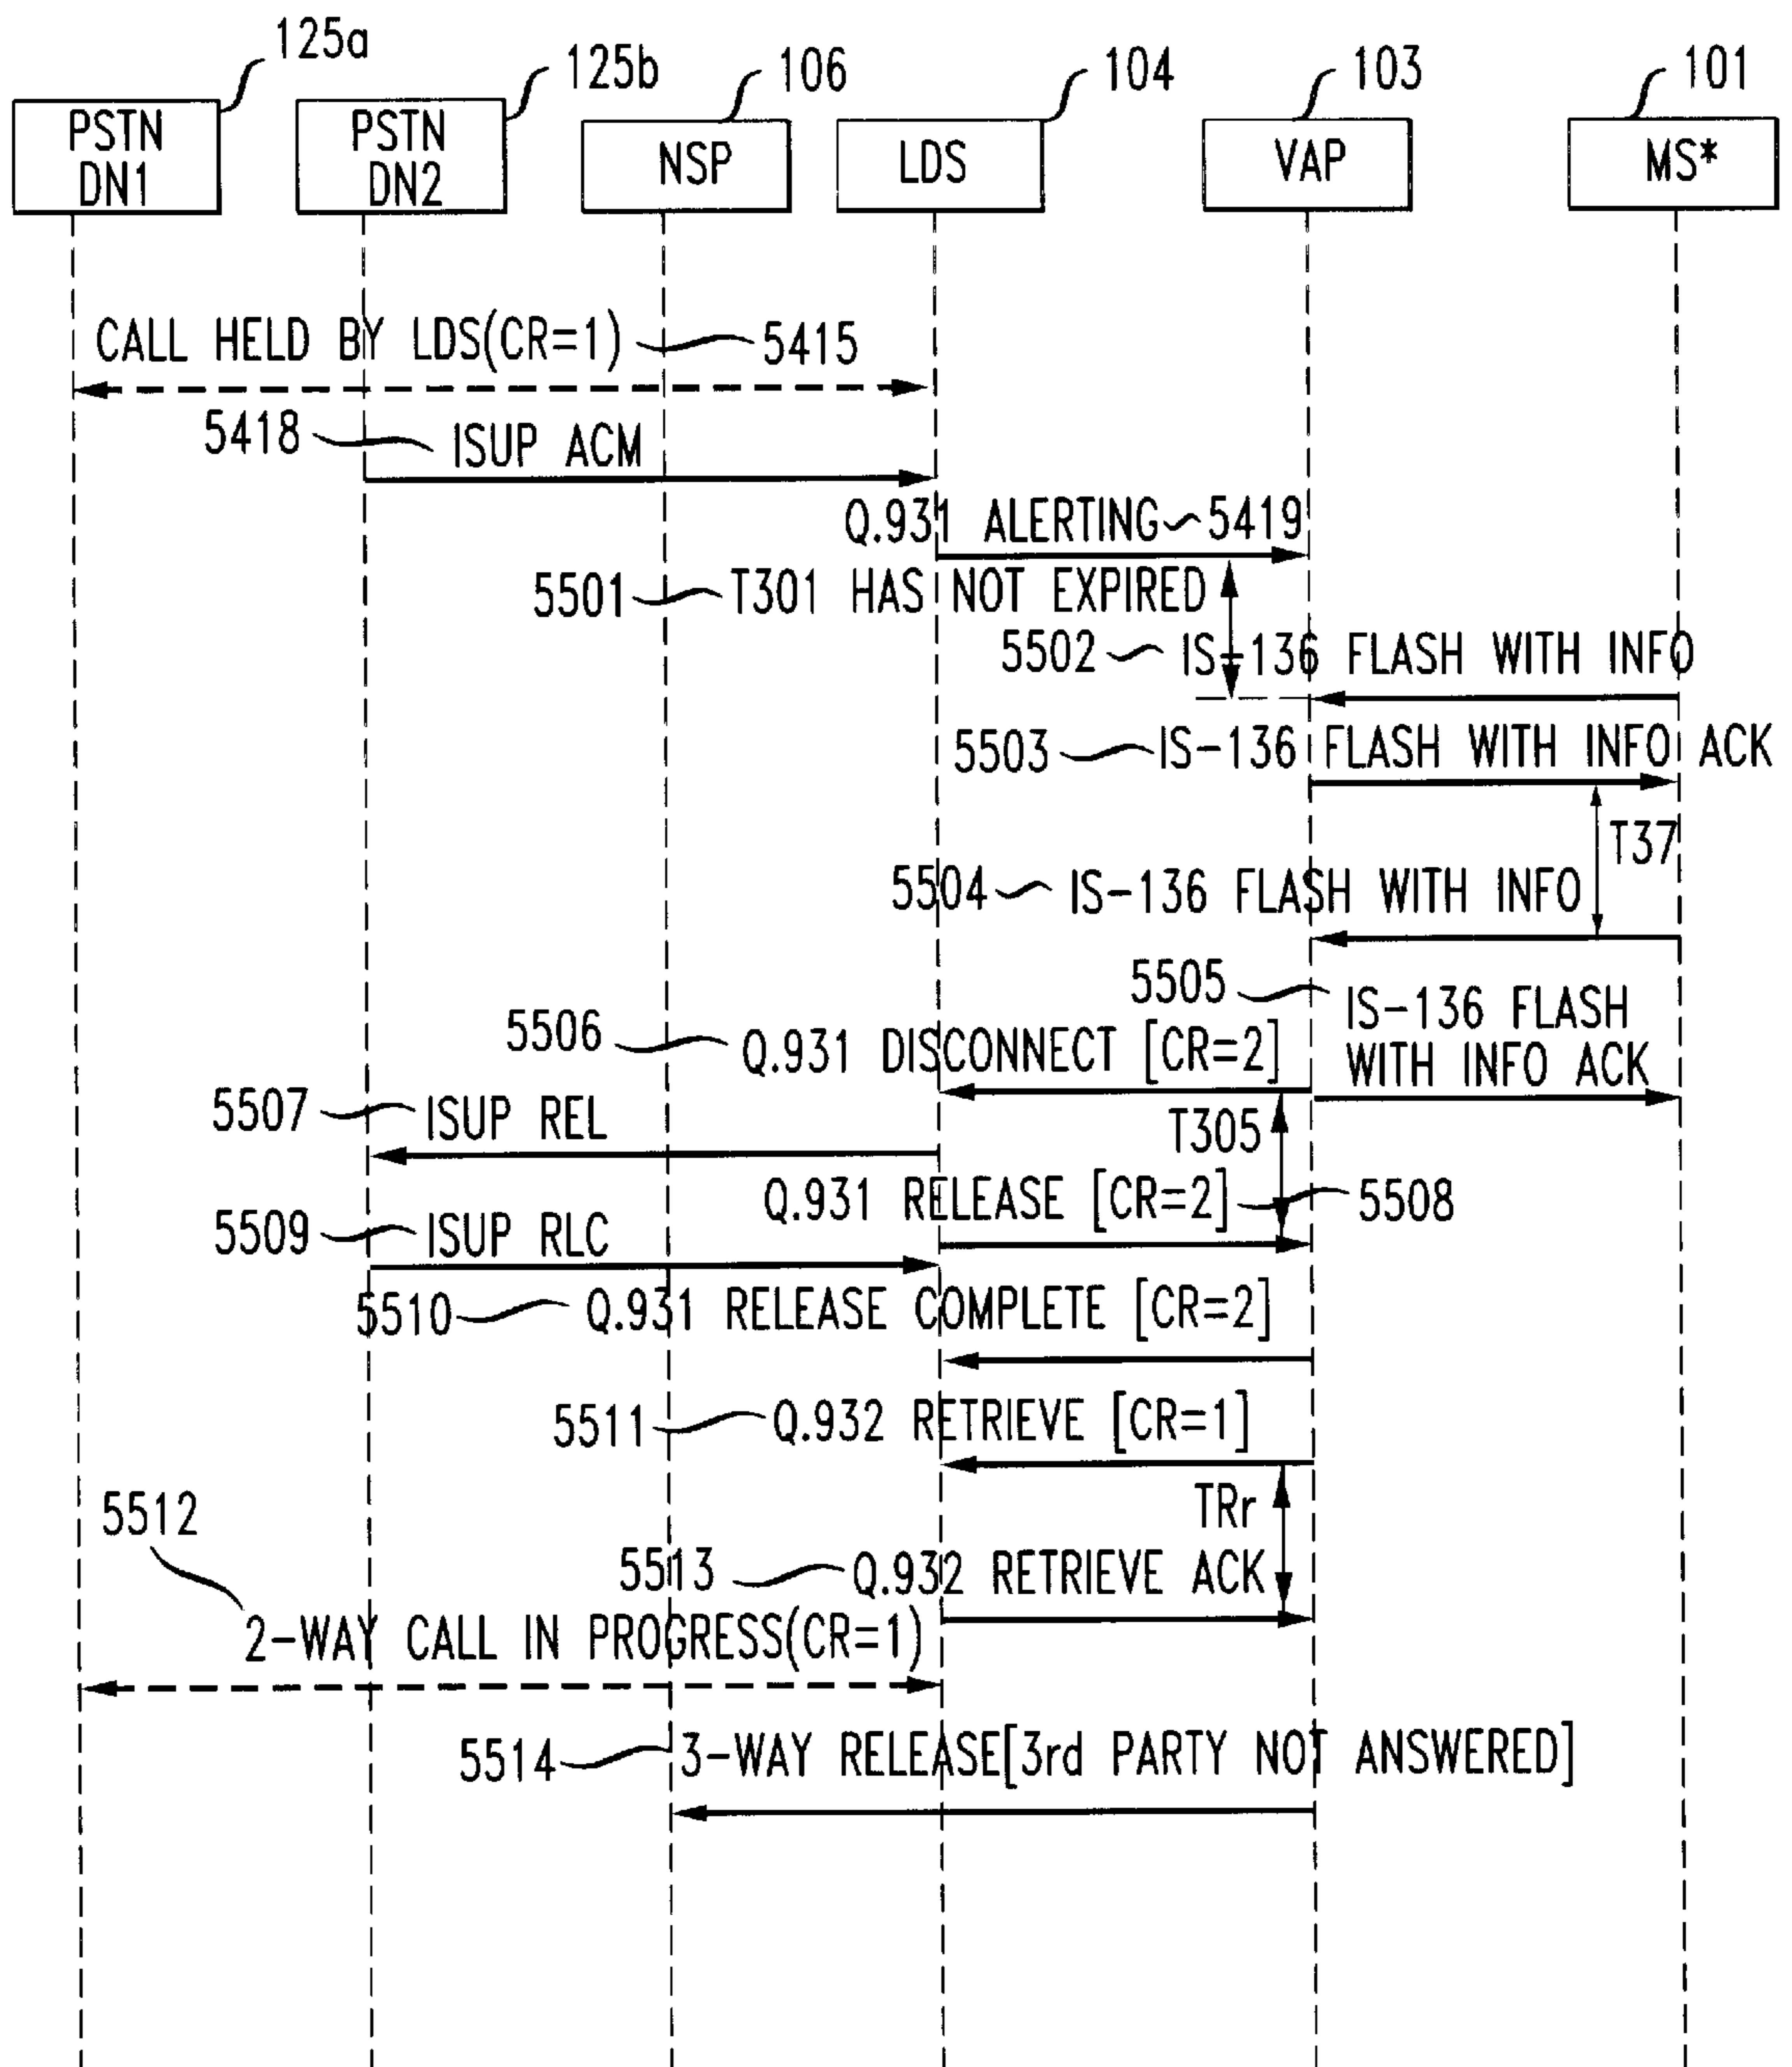 125a
125b
106
104
103
101
PSTN
DN1
PSTN
DN2
NSP
LDS
VAP
MS*
CALL HELD BY LDS(CR=1)
5415
5418
ISUP ACM
Q.931 ALERTING
5419
5501
T301 HAS NOT EXPIRED
5502
IS-136 FLASH WITH INFO
5503
IS-136 FLASH WITH INFO ACK
T37
5504
IS-136 FLASH WITH INFO
5505
IS-136 FLASH
WITH INFO ACK
5506
Q.931 DISCONNECT [CR=2]
5507
ISUP REL
T305
Q.931 RELEASE [CR=2]
5508
5509
ISUP RLC
5510
Q.931 RELEASE COMPLETE [CR=2]
5511
Q.932 RETRIEVE [CR=1]
TRr
5512
5513
Q.932 RETRIEVE ACK
2-WAY CALL IN PROGRESS(CR=1)
5514
3-WAY RELEASE[3rd PARTY NOT ANSWERED]